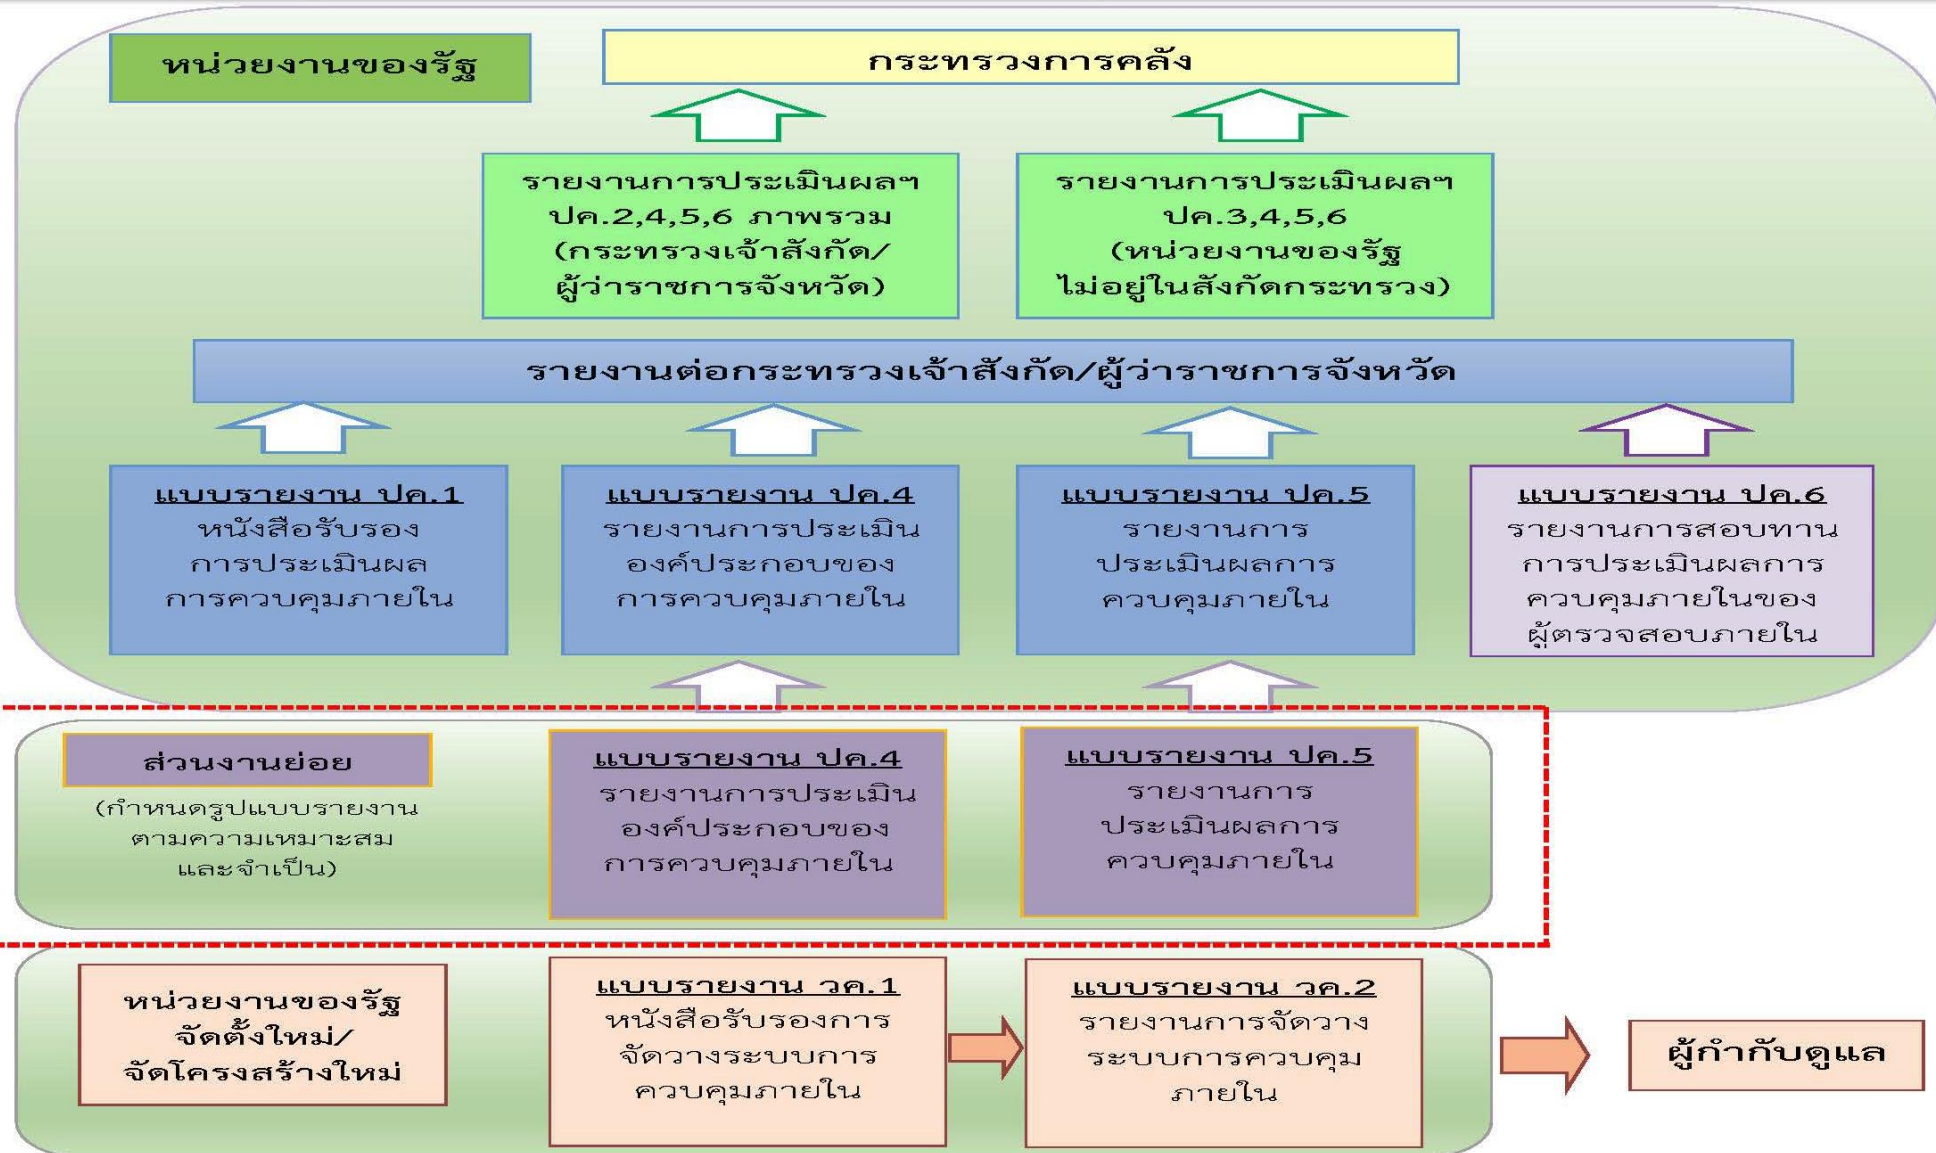 หน่วยงานของรัฐ
กระทรวงการคลัง
รายงานการประเมินผลฯ
ปค.2,4,5,6 ภาพรวม
(กระทรวงเจ้าสังกัด/
ผู้ว่าราชการจังหวัด)
รายงานการประเมินผลฯ
ปค.3,4,5,6
(หน่วยงานของรัฐ
ไม่อยู่ในสังกัดกระทรวง)
รายงานต่อกระทรวงเจ้าสังกัด/ผู้ว่าราชการจังหวัด
แบบรายงาน ปค.1
หนังสือรับรอง
การประเมินผล
การควบคุมภายใน
แบบรายงาน ปค.4
รายงานการประเมิน
องค์ประกอบของ
การควบคุมภายใน
แบบรายงาน ปค.5
รายงานการ
ประเมินผลการ
ควบคุมภายใน
แบบรายงาน ปค.6
รายงานการสอบทาน
การประเมินผลการ
ควบคุมภายในของ
ผู้ตรวจสอบภายใน
ส่วนงานย่อย
(กำหนดรูปแบบรายงาน
ตามความเหมาะสม
และจำเป็น)
แบบรายงาน ปค.4
รายงานการประเมิน
องค์ประกอบของ
การควบคุมภายใน
แบบรายงาน ปค.5
รายงานการ
ประเมินผลการ
ควบคุมภายใน
หน่วยงานของรัฐ
จัดตั้งใหม่/
จัดโครงสร้างใหม่
แบบรายงาน วค.1
หนังสือรับรองการ
จัดวางระบบการ
ควบคุมภายใน
แบบรายงาน วค.2
รายงานการจัดวาง
ระบบการควบคุม
ภายใน
ผู้กำกับดูแล